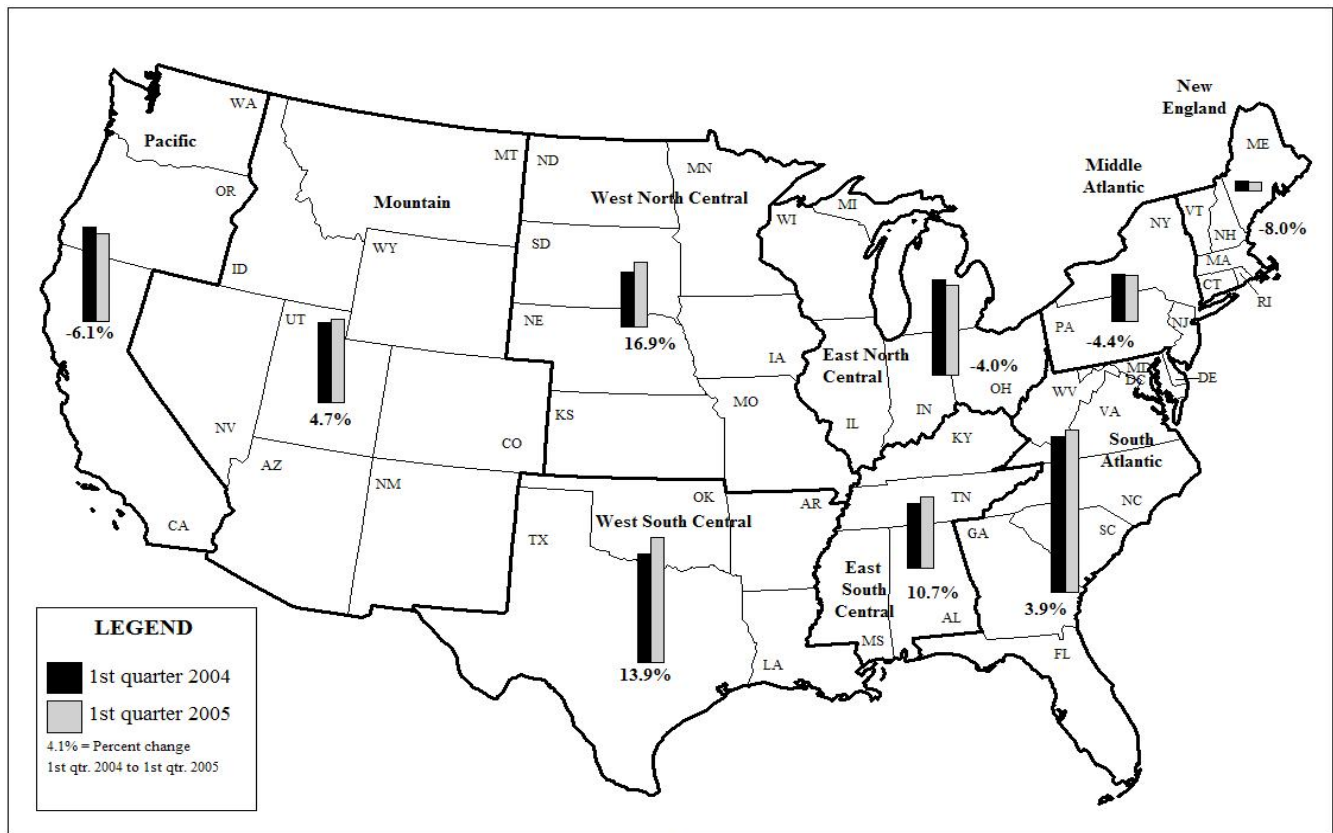 New
England
WA
ME
Pacific
MT
ND
MN
Middle
Atlantic
OR
West North Central
MI
WI
NY
VT
Mountain
NH
-8.0%
WY
SD
MA
ID
CT
RI
UT
NE
PA
NJ
-6.1%
16.9%
-4.4%
East North
Central
IA
-4.0%
MD
DC
DE
OH
WV
MO
KS
4.7%
IL
IN
VA
NV
CO
KY
South
Atlantic
AZ
NM
OK
AR
TN
NC
CA
West South Central
GA
SC
TX
East
South
Central
10.7%
3.9%
AL
MS
FL
LA
13.9%
LEGEND
1st quarter 2004
1st quarter 2005
4.1% = Percent change
1st qtr. 2004 to 1st qtr. 2005